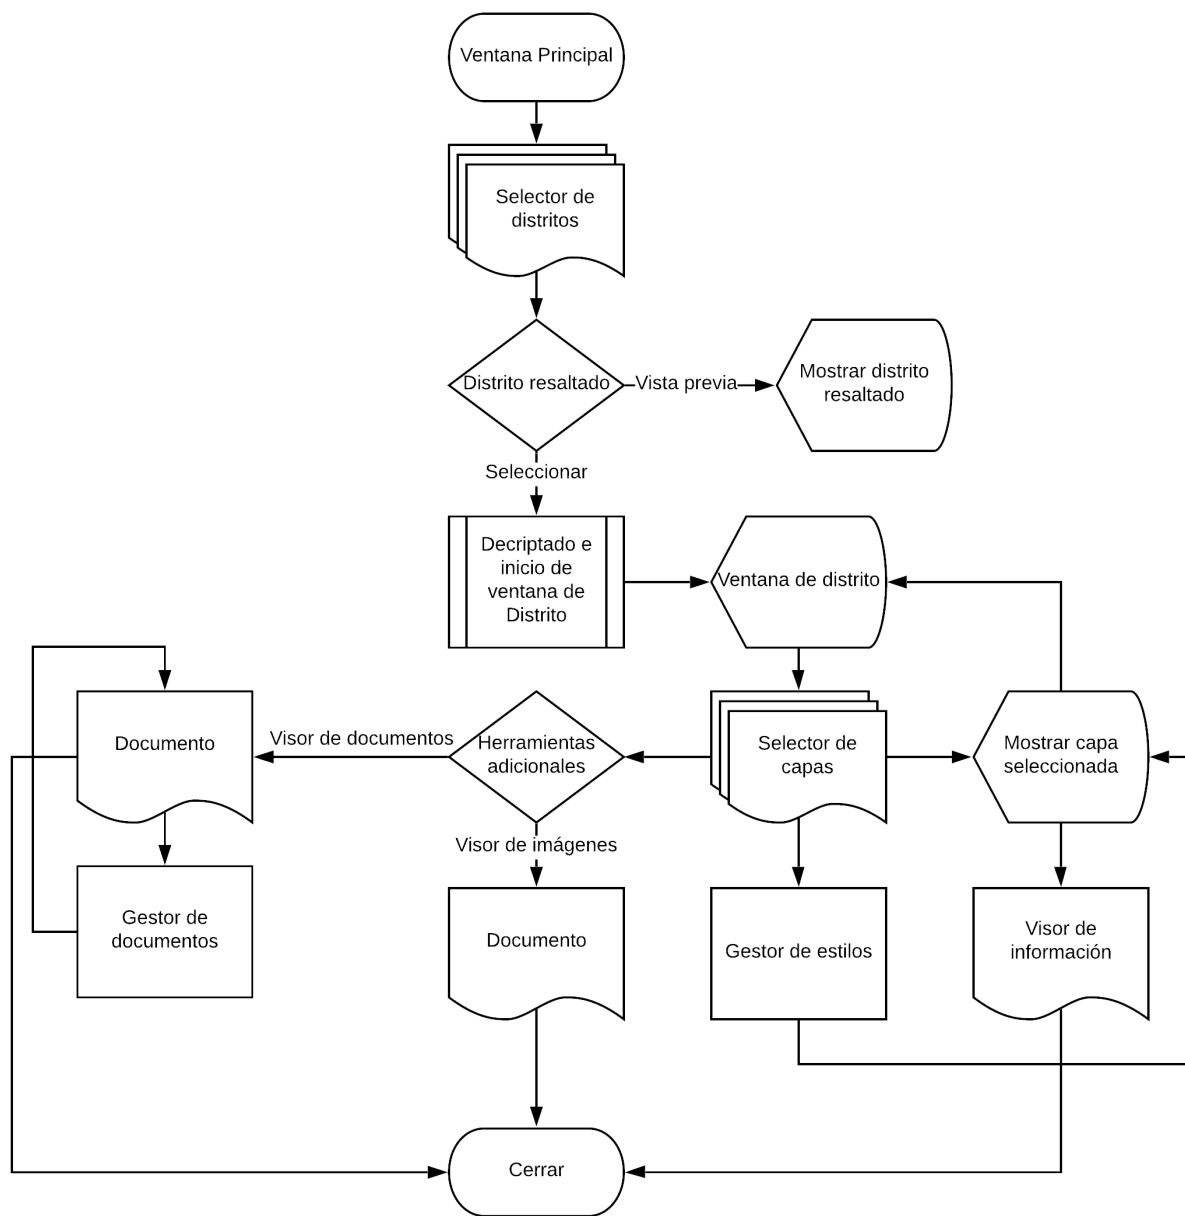 Ventana Principal
Selector de
distritos
Distrito resaltado
Vista previa
Mostrar distrito
resaltado
Seleccionar
Decriptado e
inicio de
ventana de
Distrito
Ventana de distrito
Documento
Visor de documentos
Herramientas
adicionales
Selector de
capas
Mostrar capa
seleccionada
Visor de imágenes
Gestor de
documentos
Documento
Gestor de estilos
Visor de
información
Cerrar